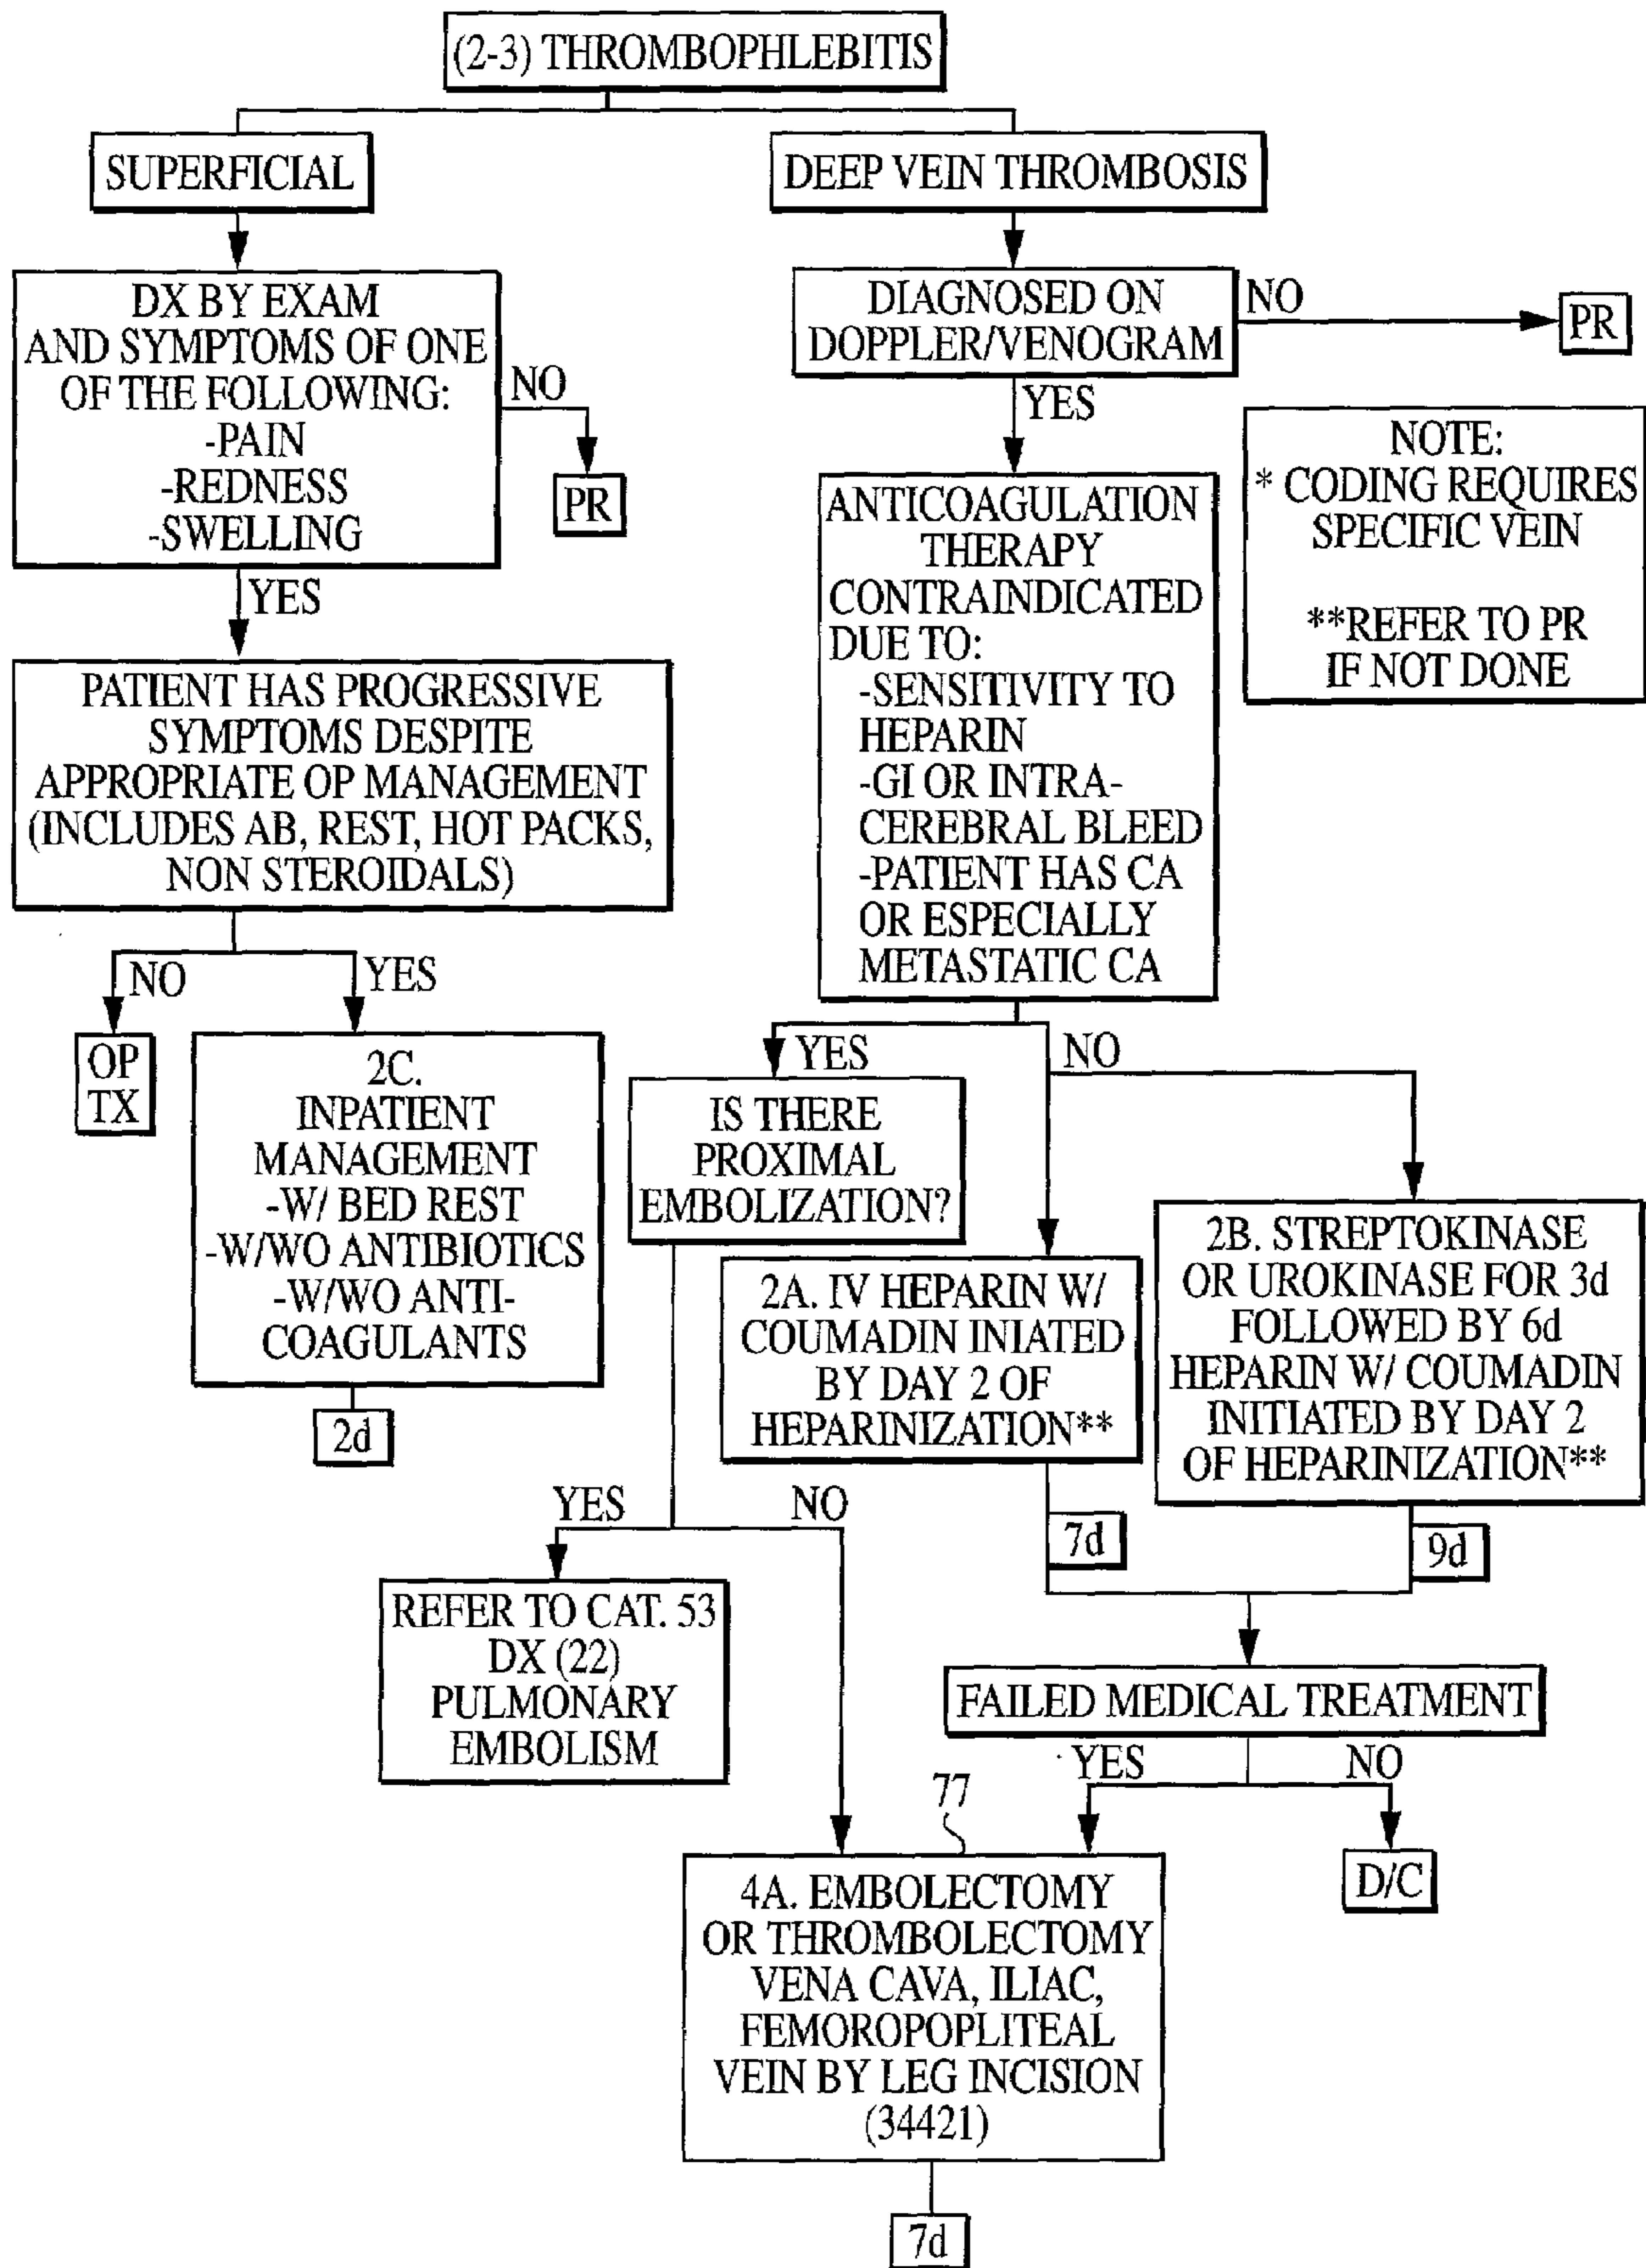 (2-3) THROMBOPHLEBITIS
SUPERFICIAL
DX BY EXAM
AND SYMPTOMS OF ONE
OF THE FOLLOWING:
-PAIN
-REDNESS
-SWELLING
NO
PR
YES
PATIENT HAS PROGRESSIVE
SYMPTOMS DESPITE
APPROPRIATE OP MANAGEMENT
(INCLUDES AB, REST, HOT PACKS,
NON STEROIDALS)
NO
YES
OP
TX
2C.
INPATIENT
MANAGEMENT
-W/ BED REST
-W/WO ANTIBIOTICS
-W/WO ANTI-
COAGULANTS
2d
DEEP VEIN THROMBOSIS
DIAGNOSED ON
DOPPLER/VENOGRAM
NO
PR
YES
NOTE:
* CODING REQUIRES
SPECIFIC VEIN
**REFER TO PR
IF NOT DONE
ANTICOAGULATION
THERAPY
CONTRAINDICATED
DUE TO:
-SENSITIVITY TO
HEPARIN
-GI OR INTRA-
CEREBRAL BLEED
-PATIENT HAS CA
OR ESPECIALLY
METASTATIC CA
YES
NO
IS THERE
PROXIMAL
EMBOLIZATION?
2A. IV HEPARIN W/
COUMADIN INIATED
BY DAY 2 OF
HEPARINIZATION**
2B. STREPTOKINASE
OR UROKINASE FOR 3d
FOLLOWED BY 6d
HEPARIN W/ COUMADIN
INITIATED BY DAY 2
OF HEPARINIZATION**
YES
NO
7d
9d
REFER TO CAT. 53
DX (22)
PULMONARY
EMBOLISM
FAILED MEDICAL TREATMENT
YES
NO
77
D/C
4A. EMBOLECTOMY
OR THROMBOLECTOMY
VENA CAVA, ILIAC,
FEMOROPOPLITEAL
VEIN BY LEG INCISION
(34421)
7d